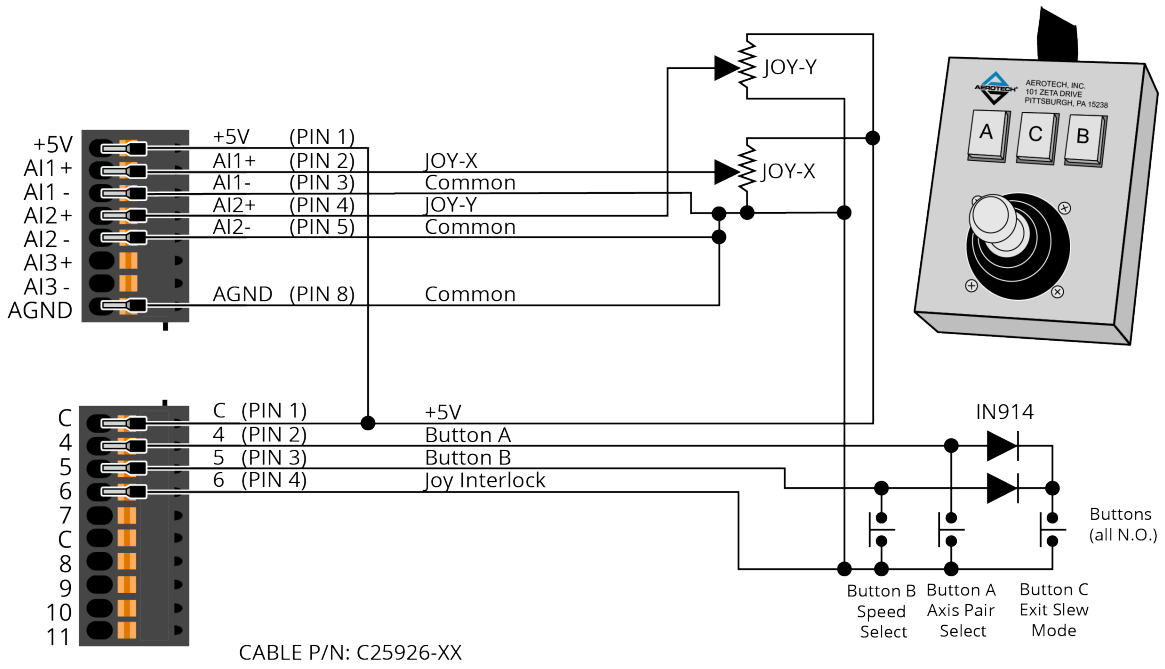 JOY-Y
JOY-X
AEROTECH
AEROTECH, INC.
101 ZETA DRIVE
PITTSBURGH, PA 15238
A C B
+5V +5V (PIN 1)
AI1+ AI1+ (PIN 2) JOY-X
AI1 - AI1- (PIN 3) Common
AI2+ AI2+ (PIN 4) JOY-Y
AI2 - AI2- (PIN 5) Common
AI3+
AI3 -
AGND AGND (PIN 8) Common
C C (PIN 1) +5V
4 4 (PIN 2) Button A
5 5 (PIN 3) Button B
6 6 (PIN 4) Joy Interlock
7
C
8
9
10
11
IN914
Buttons
(all N.O.)
Button B
Speed
Select
Button A
Axis Pair
Select
Button C
Exit Slew
Mode
CABLE P/N: C25926-XX